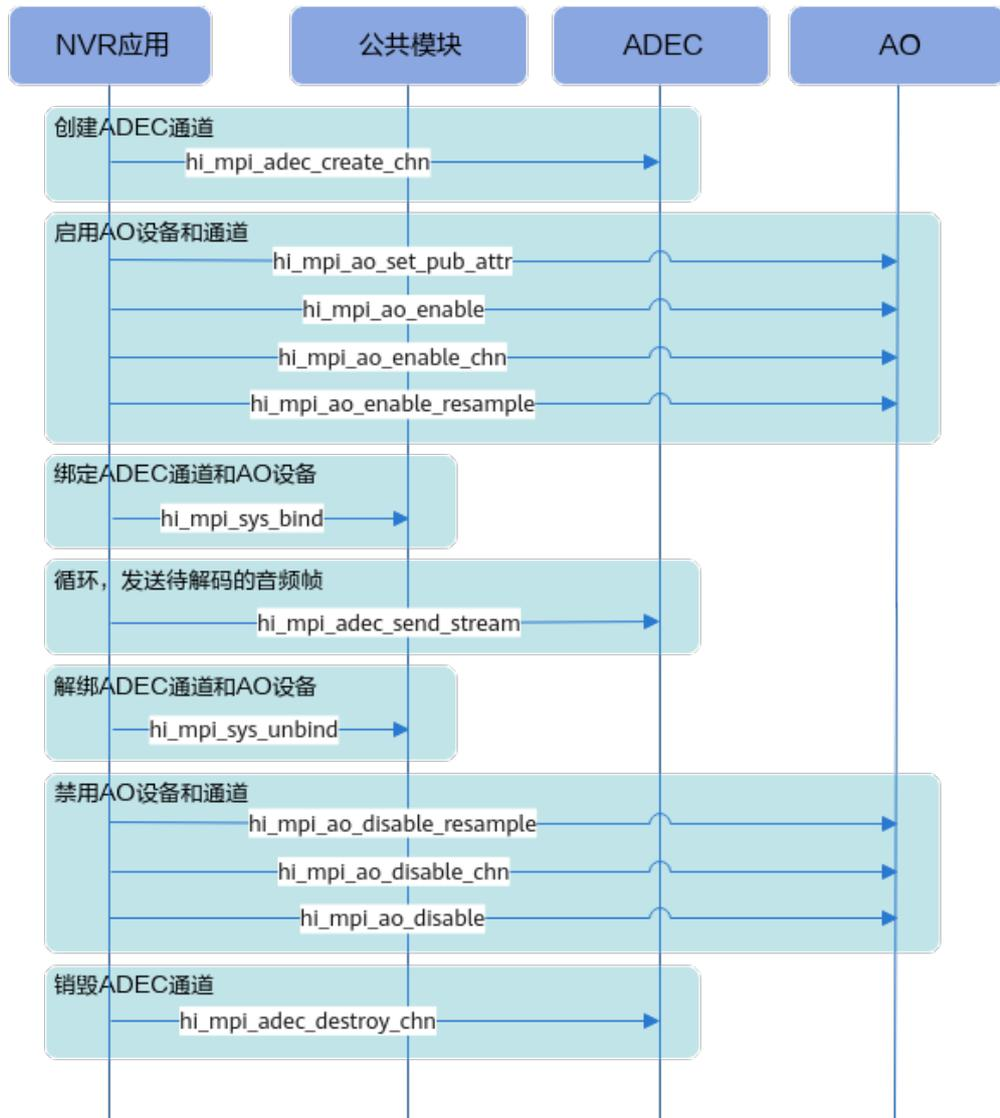 NVR应用
公共模块
ADEC
AO
创建ADEC通道
hi_mpi_adec_create_chn
启用AO设备和通道
hi_mpi_ao_set_pub_attr
hi_mpi_ao_enable
hi_mpi_ao_enable_chn
hi_mpi_ao_enable_resample
绑定ADEC通道和AO设备
hi_mpi_sys_bind
循环，发送待解码的音频帧
hi_mpi_adec_send_stream
解绑ADEC通道和AO设备
hi_mpi_sys_unbind
禁用AO设备和通道
hi_mpi_ao_disable_resample
hi_mpi_ao_disable_chn
hi_mpi_ao_disable
销毁ADEC通道
hi_mpi_adec_destroy_chn